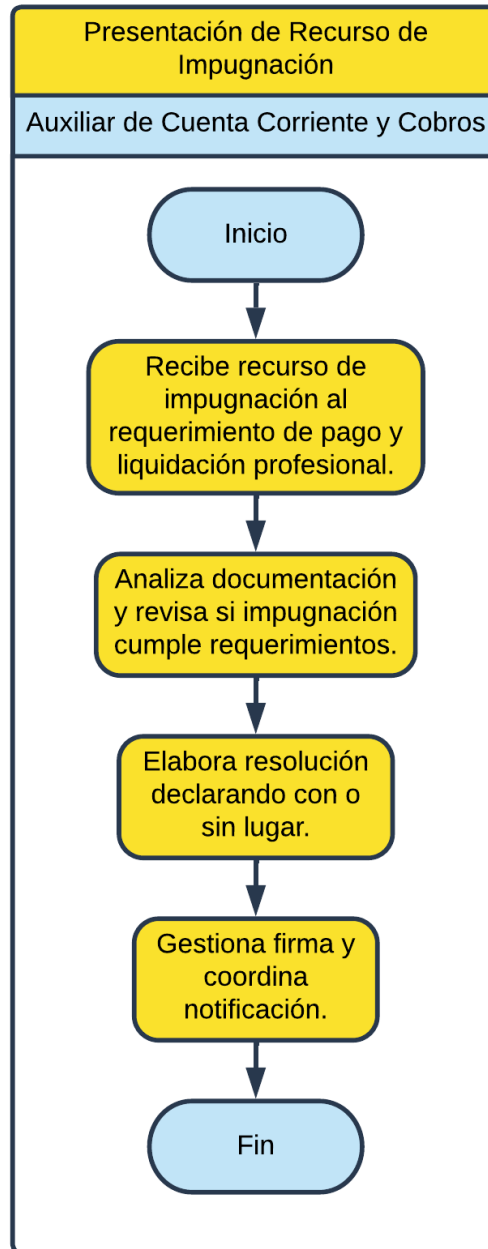 Presentación de Recurso de
Impugnación
Auxiliar de Cuenta Corriente y Cobros
Inicio
Recibe recurso de
impugnación al
requerimiento de pago y
liquidación profesional.
Analiza documentación
y revisa si impugnación
cumple requerimientos.
Elabora resolución
declarando con o
sin lugar.
Gestiona firma y
coordina
notificación.
Fin